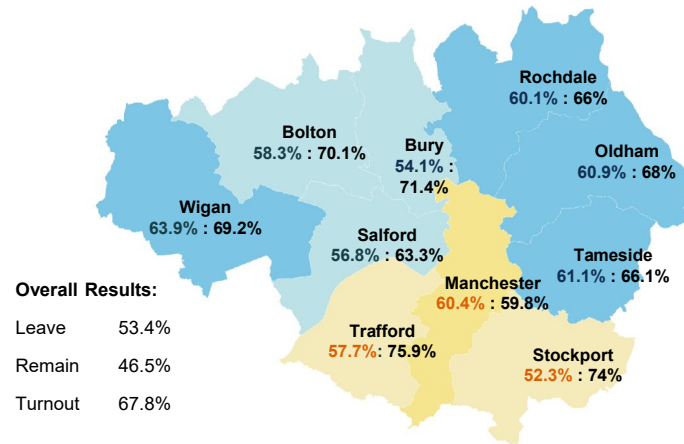 Rochdale
60.1% : 66%
Bolton
58.3% : 70.1%
Bury
54.1% :
71.4%
Oldham
60.9% : 68%
Wigan
63.9% : 69.2%
Salford
56.8% : 63.3%
Tameside
61.1% : 66.1%
Manchester
60.4% : 59.8%
Trafford
57.7%: 75.9%
Stockport
52.3% : 74%
Overall Results:
Leave 53.4%
Remain 46.5%
Turnout 67.8%